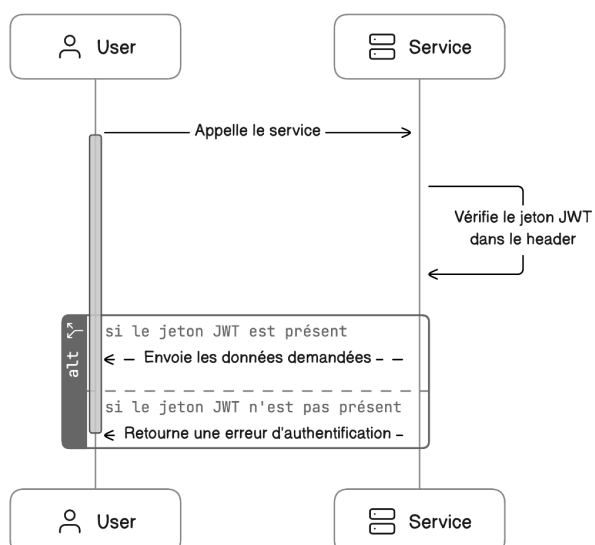 User
Service
Appelle le service
Vérifie le jeton JWT
dans le header
alt
si le jeton JWT est présent
Envoie les données demandées
si le jeton JWT n'est pas présent
Retourne une erreur d'authentification
User
Service